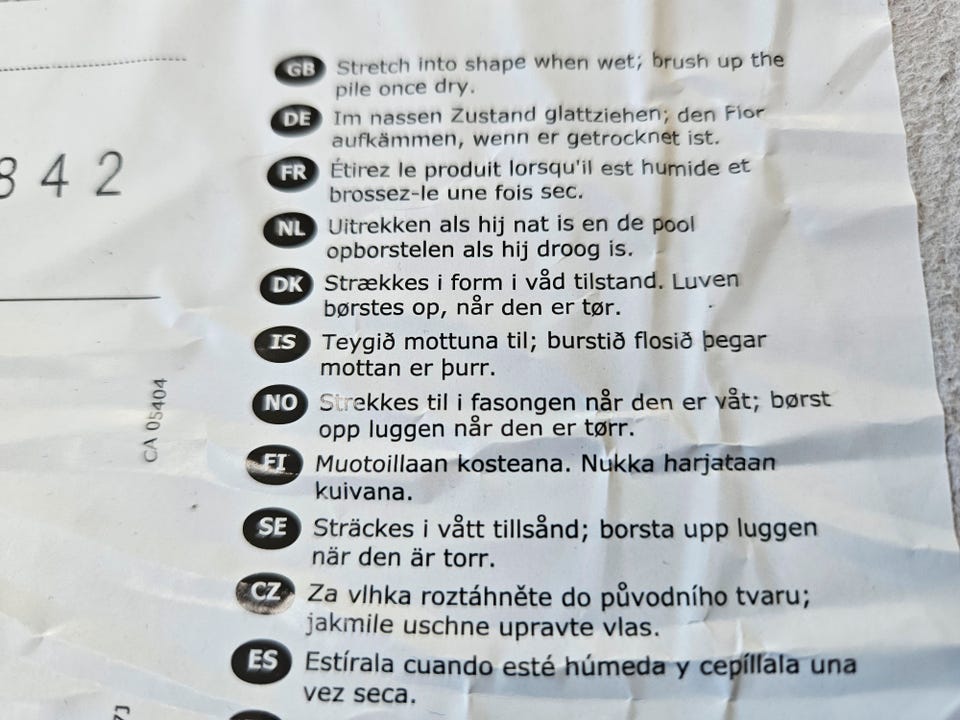 GB Stretch into shape when wet; brush up the
pile once dry.
DE Im nassen Zustand glattziehen; den Flor
aufkämmen, wenn er getrocknet ist.
FR Étirez le produit lorsqu'il est humide et
brossez-le une fois sec.
842
NL Uitrekken als hij nat is en de pool
opborstelen als hij droog is.
DK Strækkes i form i våd tilstand. Luven
børstes op, når den er tør.
IS Teygið mottuna til; burstið flosið þegar
mottan er þurr.
NO Strekkes til i fasongen når den er våt; børst
opp luggen når den er tørr.
CA 05404
FI Muotoillaan kosteana. Nukka harjataan
kuivana.
SE Sträckes i vått tillsånd; borsta upp luggen
när den är torr.
CZ Za vlhka roztáhněte do původního tvaru;
jakmile uschne upravte vlas.
ES Estírala cuando esté húmeda y cepíllala una
vez seca.